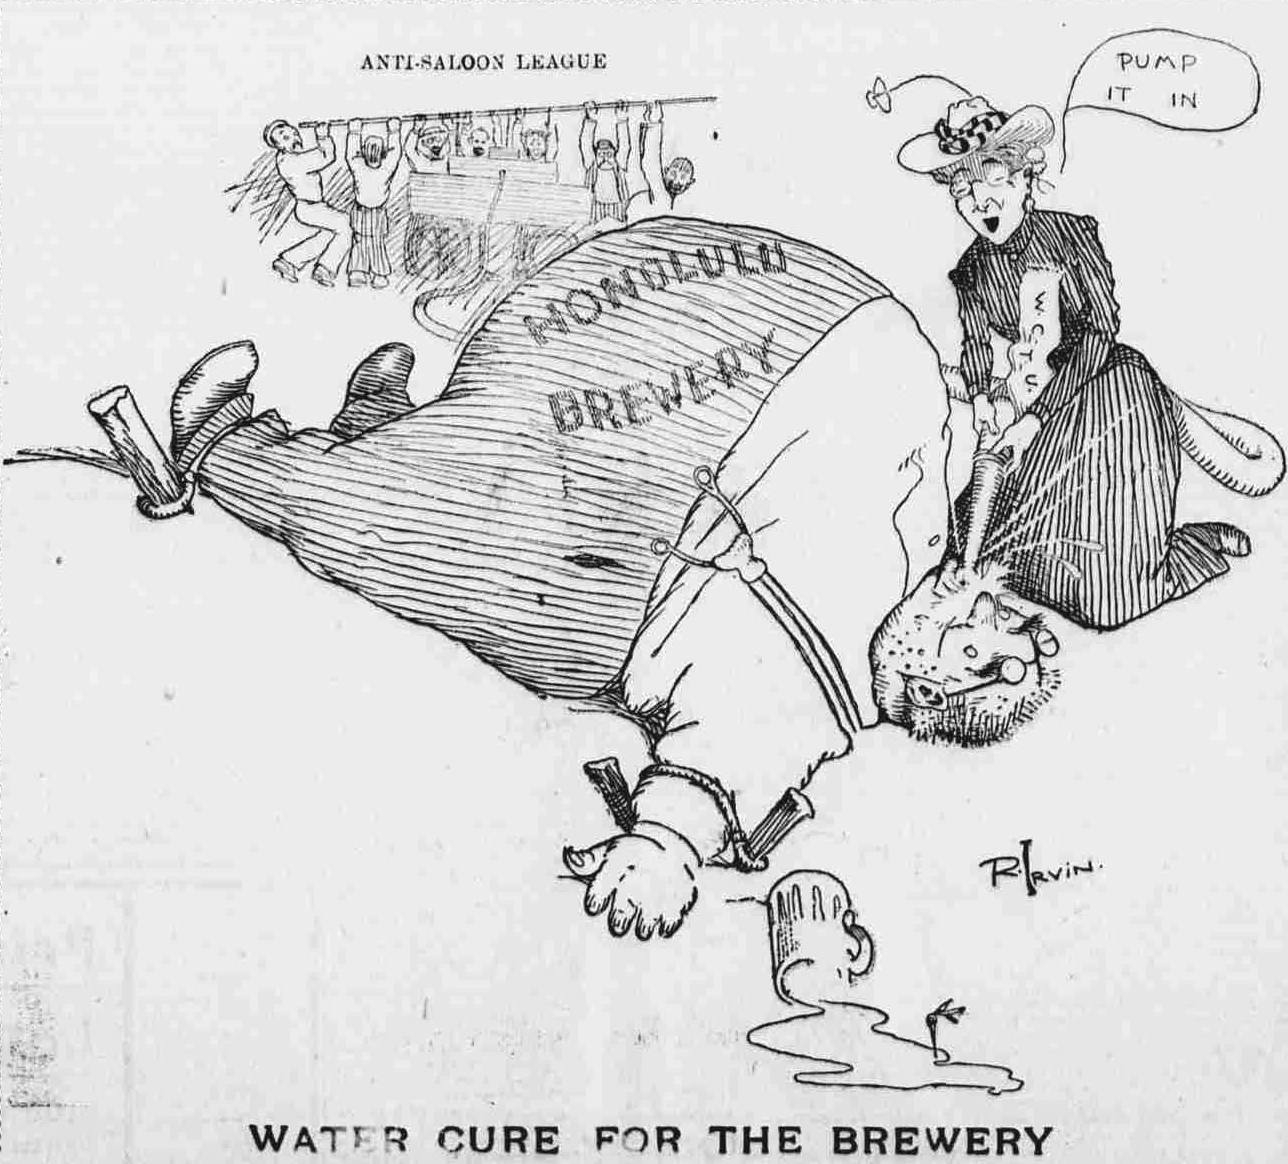 ANTI-SALOON LEAGUE
PUMP
IT IN
W.C.T.U.
HONOLULU
BREWERY
R. IRVIN.
WATER CURE FOR THE BREWERY